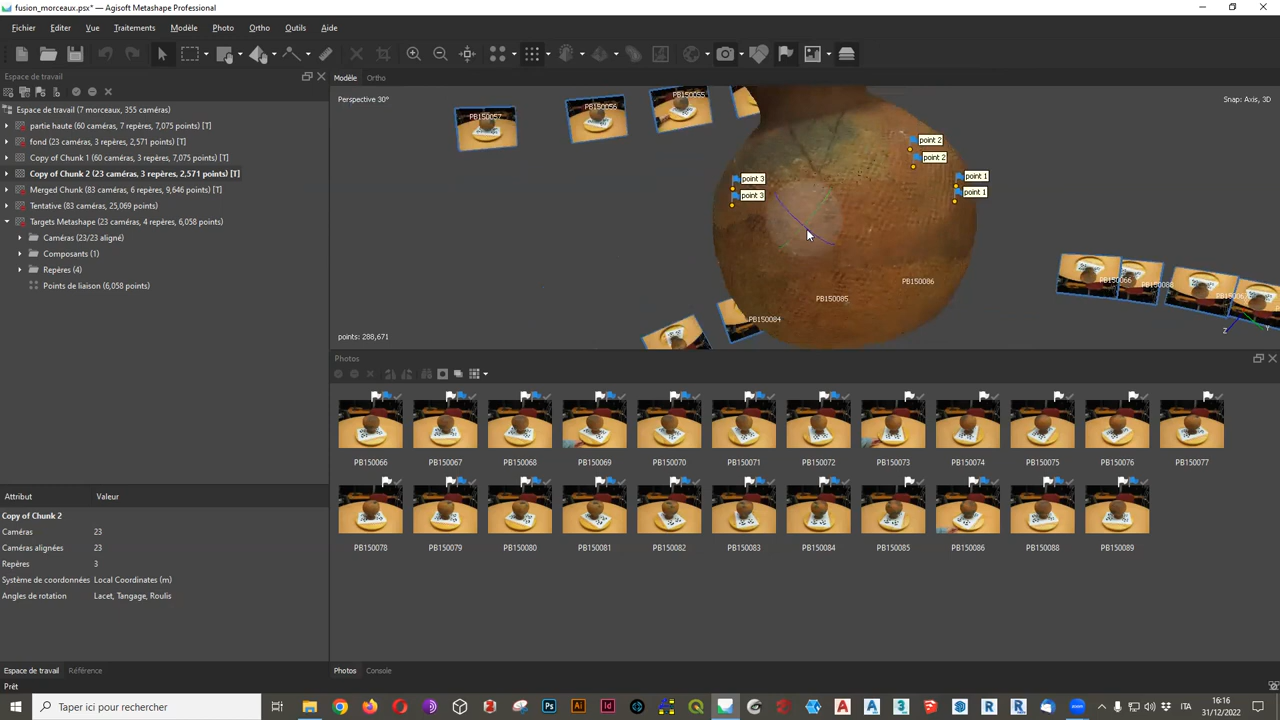 fusion_morceaux.psx* — Agisoft Metashape Professional
Fichier Editer Vue Traitements Modèle Photo Ortho Outils Aide
Espace de travail
Modèle Ortho
Perspective 30°
Snap: Axis, 3D
Espace de travail (7 morceaux, 355 caméras)
partie haute (60 caméras, 7 repères, 7,075 points) [T]
fond (23 caméras, 3 repères, 2,571 points) [T]
Copy of Chunk 1 (60 caméras, 3 repères, 7,075 points) [T]
Copy of Chunk 2 (23 caméras, 3 repères, 2,571 points) [T]
Merged Chunk (83 caméras, 6 repères, 9,646 points) [T]
Tentative (83 caméras, 25,069 points)
Targets Metashape (23 caméras, 4 repères, 6,058 points)
Caméras (23/23 aligné)
Composants (1)
Repères (4)
Points de liaison (6,058 points)
PB150057
PB150056
PB150055
point 2
point 2
point 3
point 3
point 1
point 1
PB150086
PB150085
PB150084
PB150066
PB150088
points: 288,671
Z
Y
Photos
PB150066 PB150067 PB150068 PB150069 PB150070 PB150071 PB150072 PB150073 PB150074 PB150075 PB150076 PB150077
PB150078 PB150079 PB150080 PB150081 PB150082 PB150083 PB150084 PB150085 PB150086 PB150088 PB150089
Attribut Valeur
Copy of Chunk 2
Caméras 23
Caméras alignées 23
Repères 3
Système de coordonnées Local Coordinates (m)
Angles de rotation Lacet, Tangage, Roulis
Espace de travail Référence
Photos Console
Prêt
Taper ici pour rechercher
ITA
16:16
31/12/2022